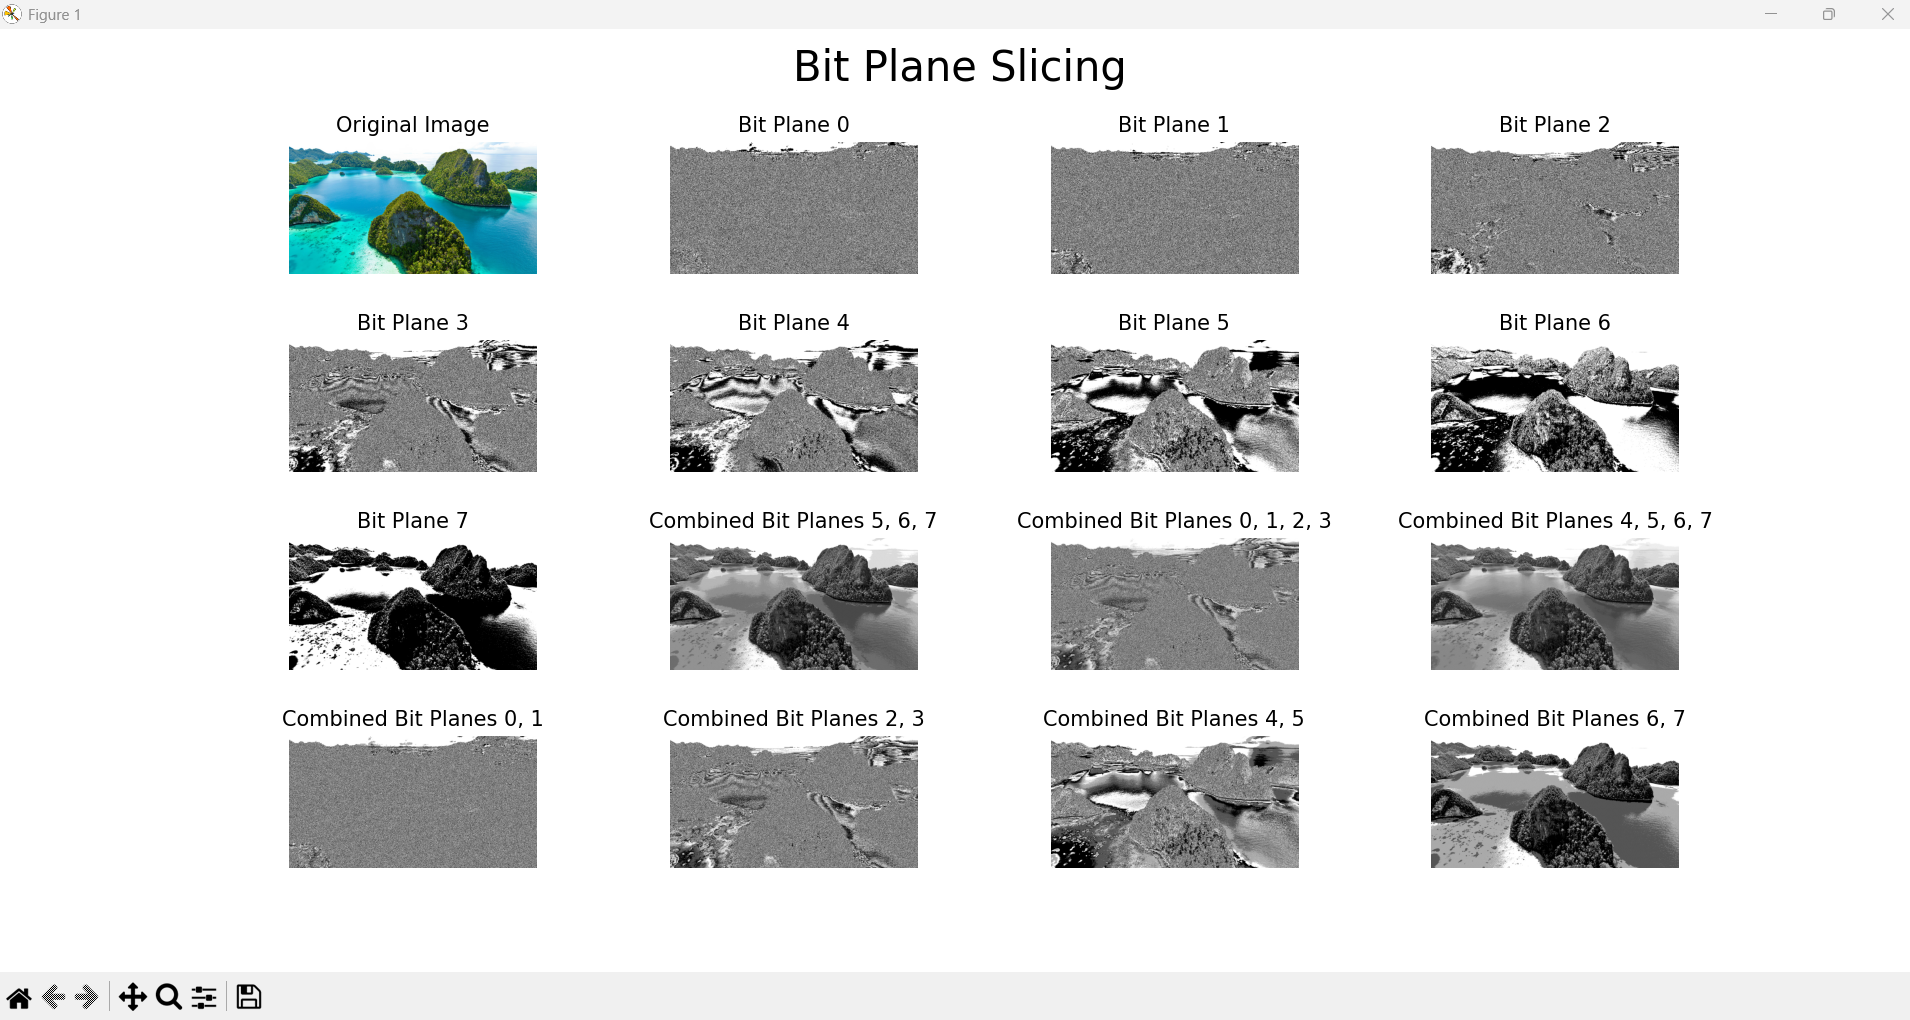 Figure 1
Bit Plane Slicing
Original Image
Bit Plane 0
Bit Plane 1
Bit Plane 2
Bit Plane 3
Bit Plane 4
Bit Plane 5
Bit Plane 6
Bit Plane 7
Combined Bit Planes 5, 6, 7
Combined Bit Planes 0, 1, 2, 3
Combined Bit Planes 4, 5, 6, 7
Combined Bit Planes 0, 1
Combined Bit Planes 2, 3
Combined Bit Planes 4, 5
Combined Bit Planes 6, 7